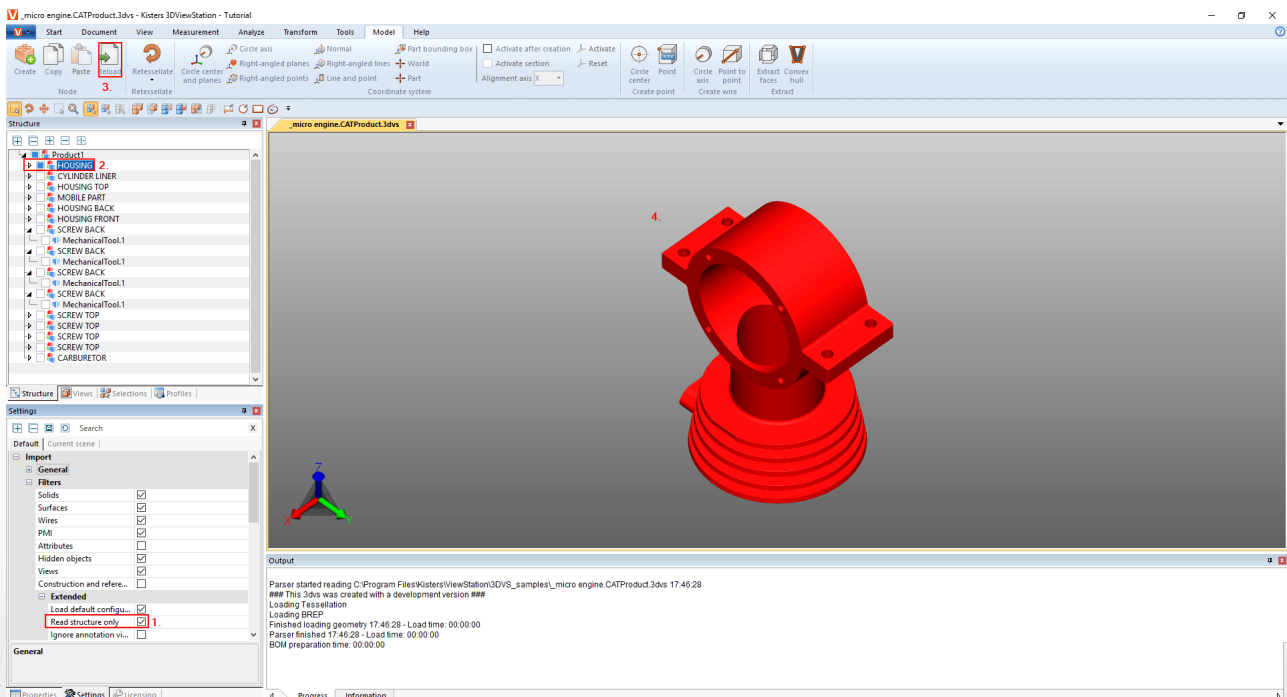 _micro engine.CATProduct.3dvs - Kisters 3DViewStation - Tutorial
Start Document View Measurement Analyze Transform Tools Model Help
Create Copy Paste Reload Retessellate Circle center and planes
3.
Node Retessellate
Circle axis Normal Part bounding box
Right-angled planes Right-angled lines World
Right-angled points Line and point Part
Activate after creation Activate
Activate section Reset
Alignment axis X
Coordinate system
Circle center Point
Create point
Circle axis Point to point
Create wire
Extract faces Convex hull
Extract
Structure
_micro engine.CATProduct.3dvs
Product1
HOUSING 2.
CYLINDER LINER
HOUSING TOP
MOBILE PART
HOUSING BACK
HOUSING FRONT
SCREW BACK
MechanicalTool.1
SCREW BACK
MechanicalTool.1
SCREW BACK
MechanicalTool.1
SCREW BACK
MechanicalTool.1
SCREW TOP
SCREW TOP
SCREW TOP
SCREW TOP
CARBURETOR
Structure Views Selections Profiles
4.
Z
X
Y
Settings
Search X
Default Current scene
Import
General
Filters
Solids
Surfaces
Wires
PMI
Attributes
Hidden objects
Views
Construction and refere...
Extended
Load default configu...
Read structure only 1.
Ignore annotation vi...
General
Properties Settings Licensing
Output
Parser started reading C:\Program Files\Kisters\ViewStation\3DVS_samples\_micro engine.CATProduct.3dvs 17:46:28
### This 3dvs was created with a development version ###
Loading Tessellation
Loading BREP
Finished loading geometry 17:46:28 - Load time: 00:00:00
Parser finished 17:46:28 - Load time: 00:00:00
BOM preparation time: 00:00:00
Progress Information